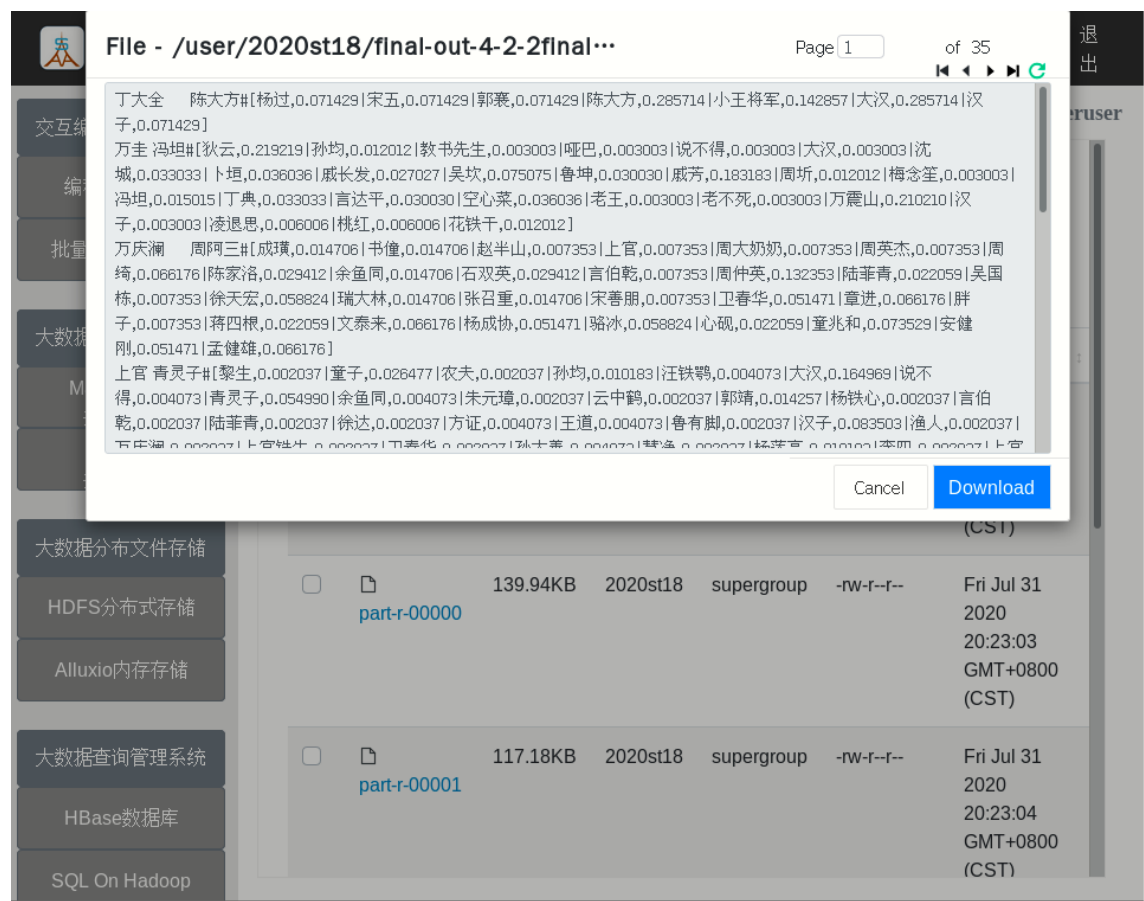 File - /user/2020st18/final-out-4-2-2final…
Page 1 of 35
退
出
丁大全 陈大方#[杨过,0.071429|宋五,0.071429|郭襄,0.071429|陈大方,0.285714|小王将军,0.142857|大汉,0.285714|汉
子,0.071429]
万圭 冯坦#[狄云,0.219219|孙均,0.012012|教书先生,0.003003|哑巴,0.003003|说不得,0.003003|大汉,0.003003|沈
城,0.033033|卜垣,0.036036|戚长发,0.027027|吴坎,0.075075|鲁坤,0.030030|戚芳,0.183183|周圻,0.012012|梅念笙,0.003003|
冯坦,0.015015|丁典,0.033033|言达平,0.030030|空心菜,0.036036|老王,0.003003|老不死,0.003003|万震山,0.210210|汉
子,0.003003|凌退思,0.006006|桃红,0.006006|花铁干,0.012012]
万庆澜 周阿三#[成璜,0.014706|书僮,0.014706|赵半山,0.007353|上官,0.007353|周大奶奶,0.007353|周英杰,0.007353|周
绮,0.066176|陈家洛,0.029412|余鱼同,0.014706|石双英,0.029412|言伯乾,0.007353|周仲英,0.132353|陆菲青,0.022059|吴国
栋,0.007353|徐天宏,0.058824|瑞大林,0.014706|张召重,0.014706|宋善朋,0.007353|卫春华,0.051471|章进,0.066176|胖
子,0.007353|蒋四根,0.022059|文泰来,0.066176|杨成协,0.051471|骆冰,0.058824|心砚,0.022059|童兆和,0.073529|安健
刚,0.051471|孟健雄,0.066176]
上官 青灵子#[黎生,0.002037|童子,0.026477|农夫,0.002037|孙均,0.010183|汪铁鹗,0.004073|大汉,0.164969|说不
得,0.004073|青灵子,0.054990|余鱼同,0.004073|朱元璋,0.002037|云中鹤,0.002037|郭靖,0.014257|杨铁心,0.002037|言伯
乾,0.002037|陆菲青,0.002037|徐达,0.002037|方证,0.004073|王道,0.004073|鲁有脚,0.002037|汉子,0.083503|渔人,0.002037|
Cancel
Download
eruser
交互编
编
批量
大数据
M
大数据分布文件存储
HDFS分布式存储
Alluxio内存存储
大数据查询管理系统
HBase数据库
SQL On Hadoop
(CST)
139.94KB 2020st18 supergroup -rw-r--r-- Fri Jul 31
part-r-00000 2020
20:23:03
GMT+0800
(CST)
117.18KB 2020st18 supergroup -rw-r--r-- Fri Jul 31
part-r-00001 2020
20:23:04
GMT+0800
(CST)